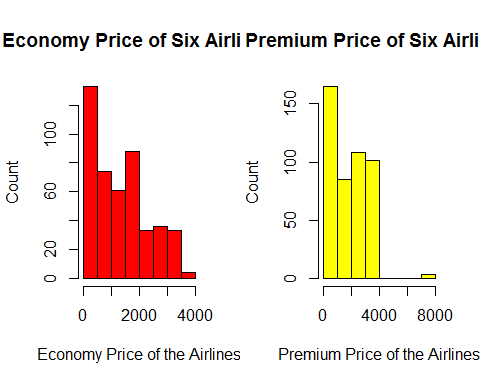 Economy Price of Six Airli
Count
0
20
60
100
0
2000
4000
Economy Price of the Airlines
Premium Price of Six Airli
Count
0
50
100
150
0
4000
8000
Premium Price of the Airlines